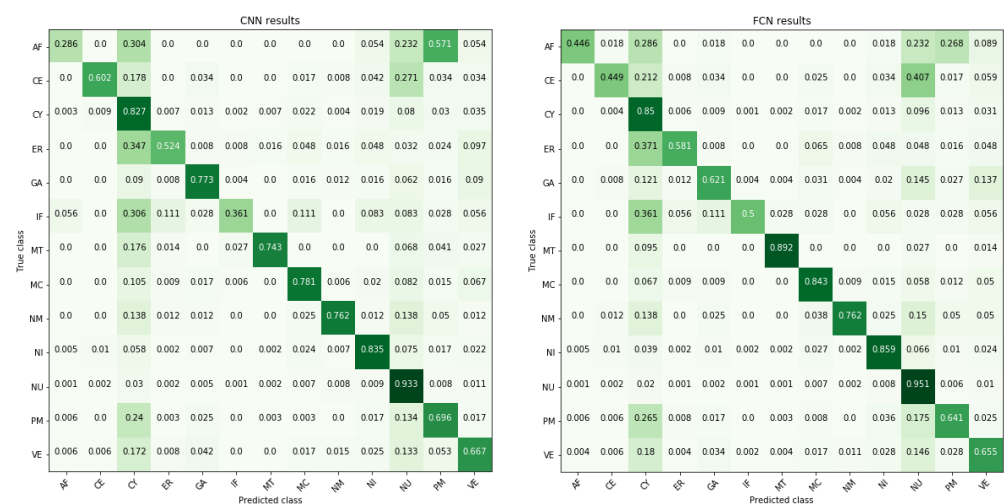 CNN results
True class
AF 0.286 0.0 0.304 0.0 0.0 0.0 0.0 0.0 0.0 0.054 0.232 0.571 0.054
CE 0.0 0.602 0.178 0.0 0.034 0.0 0.0 0.017 0.008 0.042 0.271 0.034 0.034
CY 0.003 0.009 0.827 0.007 0.013 0.002 0.007 0.022 0.004 0.019 0.08 0.03 0.035
ER 0.0 0.0 0.347 0.524 0.008 0.008 0.016 0.048 0.016 0.048 0.032 0.024 0.097
GA 0.0 0.0 0.09 0.008 0.773 0.004 0.0 0.016 0.012 0.016 0.062 0.016 0.09
IF 0.056 0.0 0.306 0.111 0.028 0.361 0.0 0.111 0.0 0.083 0.083 0.028 0.056
MT 0.0 0.0 0.176 0.014 0.0 0.027 0.743 0.0 0.0 0.0 0.068 0.041 0.027
MC 0.0 0.0 0.105 0.009 0.017 0.006 0.0 0.781 0.006 0.02 0.082 0.015 0.067
NM 0.0 0.0 0.138 0.012 0.012 0.0 0.0 0.025 0.762 0.012 0.138 0.05 0.012
NI 0.005 0.01 0.058 0.002 0.007 0.0 0.002 0.024 0.007 0.835 0.075 0.017 0.022
NU 0.001 0.002 0.03 0.002 0.005 0.001 0.002 0.007 0.008 0.009 0.933 0.008 0.011
PM 0.006 0.0 0.24 0.003 0.025 0.0 0.003 0.003 0.0 0.017 0.134 0.696 0.017
VE 0.006 0.006 0.172 0.008 0.042 0.0 0.002 0.017 0.015 0.025 0.133 0.053 0.667
AF CE CY ER GA IF MT MC NM NI NU PM VE
Predicted class
FCN results
True class
AF 0.446 0.018 0.286 0.0 0.018 0.0 0.0 0.0 0.0 0.018 0.232 0.268 0.089
CE 0.0 0.449 0.212 0.008 0.034 0.0 0.0 0.025 0.0 0.034 0.407 0.017 0.059
CY 0.0 0.004 0.85 0.006 0.009 0.001 0.002 0.017 0.002 0.013 0.096 0.013 0.031
ER 0.0 0.0 0.371 0.581 0.008 0.0 0.0 0.065 0.008 0.048 0.048 0.016 0.048
GA 0.0 0.008 0.121 0.012 0.621 0.004 0.004 0.031 0.004 0.02 0.145 0.027 0.137
IF 0.0 0.0 0.361 0.056 0.111 0.5 0.028 0.028 0.0 0.056 0.028 0.028 0.056
MT 0.0 0.0 0.095 0.0 0.0 0.0 0.892 0.0 0.0 0.0 0.027 0.0 0.014
MC 0.0 0.0 0.067 0.009 0.009 0.0 0.0 0.843 0.009 0.015 0.058 0.012 0.05
NM 0.0 0.012 0.138 0.0 0.025 0.0 0.0 0.038 0.762 0.025 0.15 0.05 0.05
NI 0.005 0.01 0.039 0.002 0.01 0.0 0.002 0.027 0.002 0.859 0.066 0.01 0.024
NU 0.001 0.002 0.02 0.001 0.002 0.001 0.001 0.007 0.002 0.008 0.951 0.006 0.01
PM 0.006 0.006 0.265 0.008 0.017 0.0 0.003 0.008 0.0 0.036 0.175 0.641 0.025
VE 0.004 0.006 0.18 0.004 0.034 0.002 0.004 0.017 0.011 0.028 0.146 0.028 0.655
AF CE CY ER GA IF MT MC NM NI NU PM VE
Predicted class